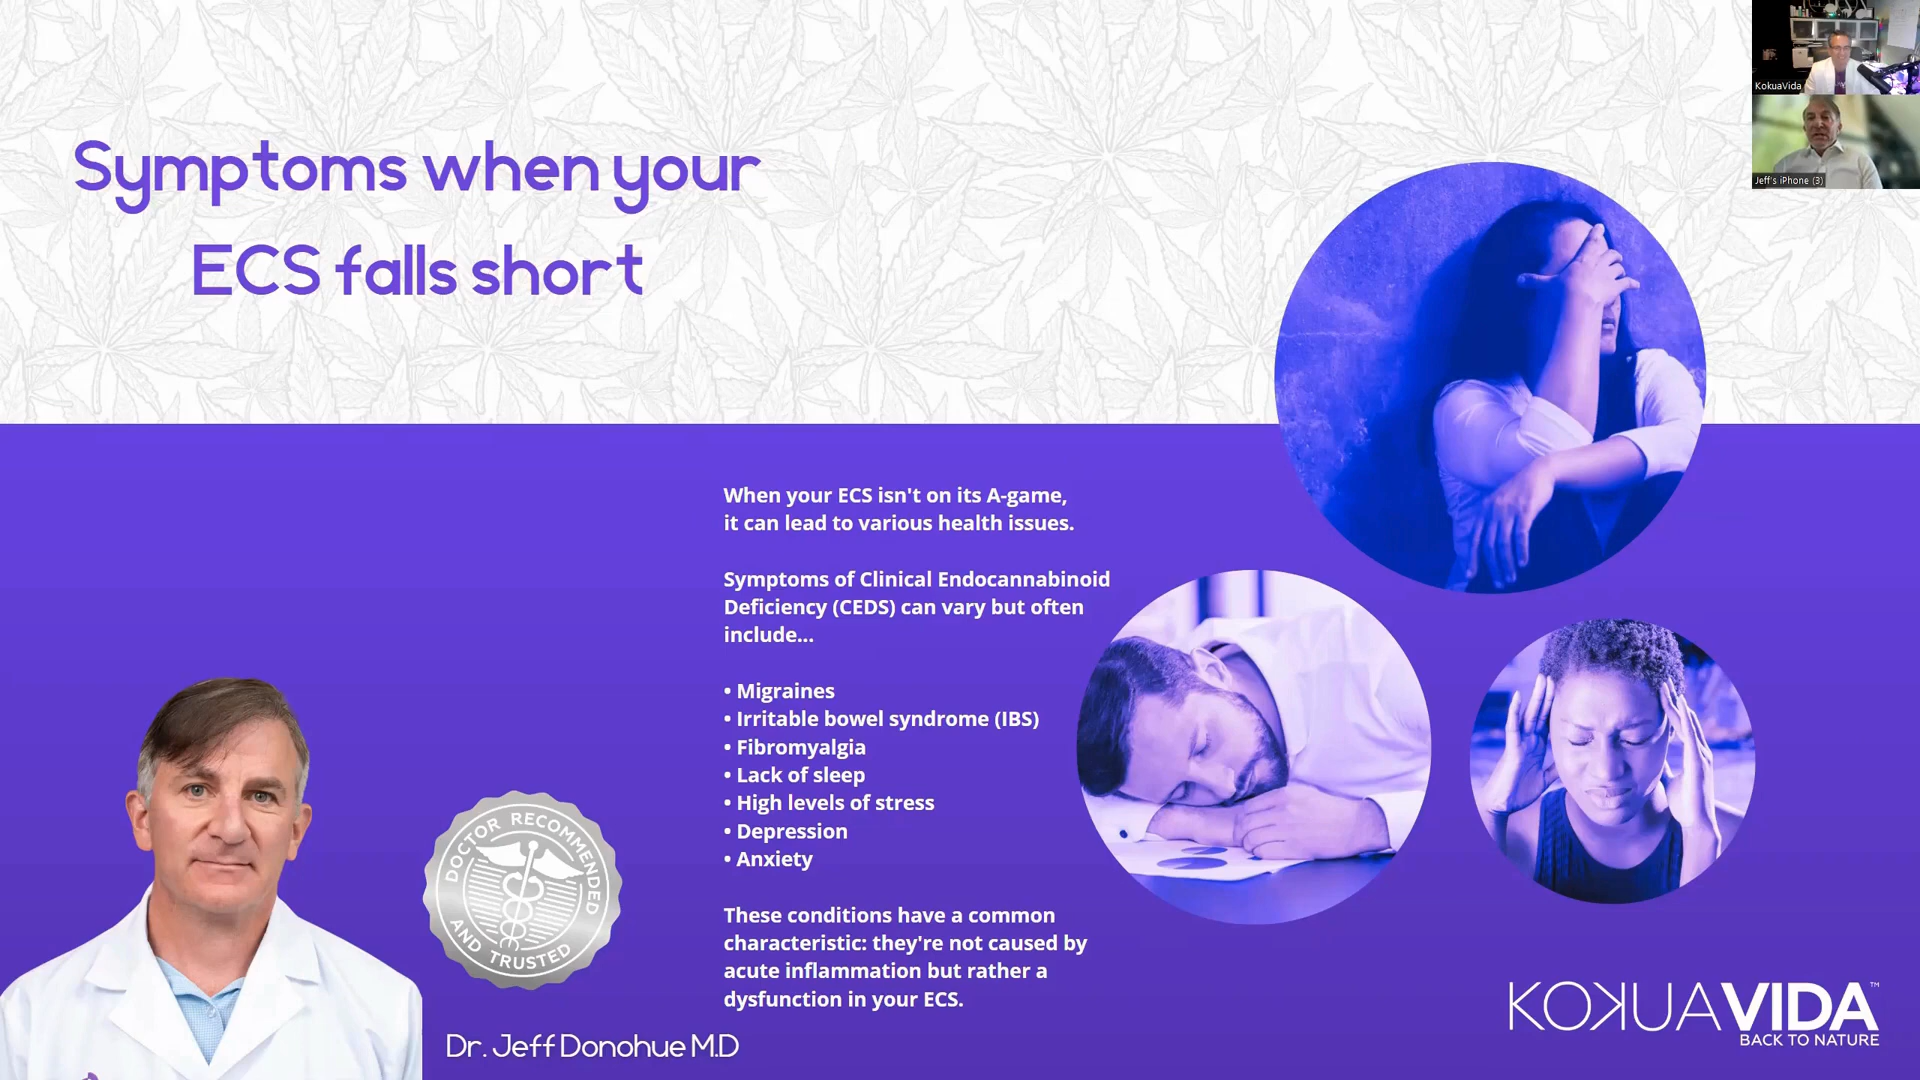 Symptoms when your
ECS falls short
KokuaVida
Jeff's iPhone (3)
When your ECS isn't on its A-game,
it can lead to various health issues.
Symptoms of Clinical Endocannabinoid
Deficiency (CEDS) can vary but often
include...
• Migraines
• Irritable bowel syndrome (IBS)
• Fibromyalgia
• Lack of sleep
• High levels of stress
• Depression
• Anxiety
These conditions have a common
characteristic: they're not caused by
acute inflammation but rather a
dysfunction in your ECS.
DOCTOR RECOMMENDED
AND TRUSTED
Dr. Jeff Donohue M.D
KOKUAVIDA™
BACK TO NATURE